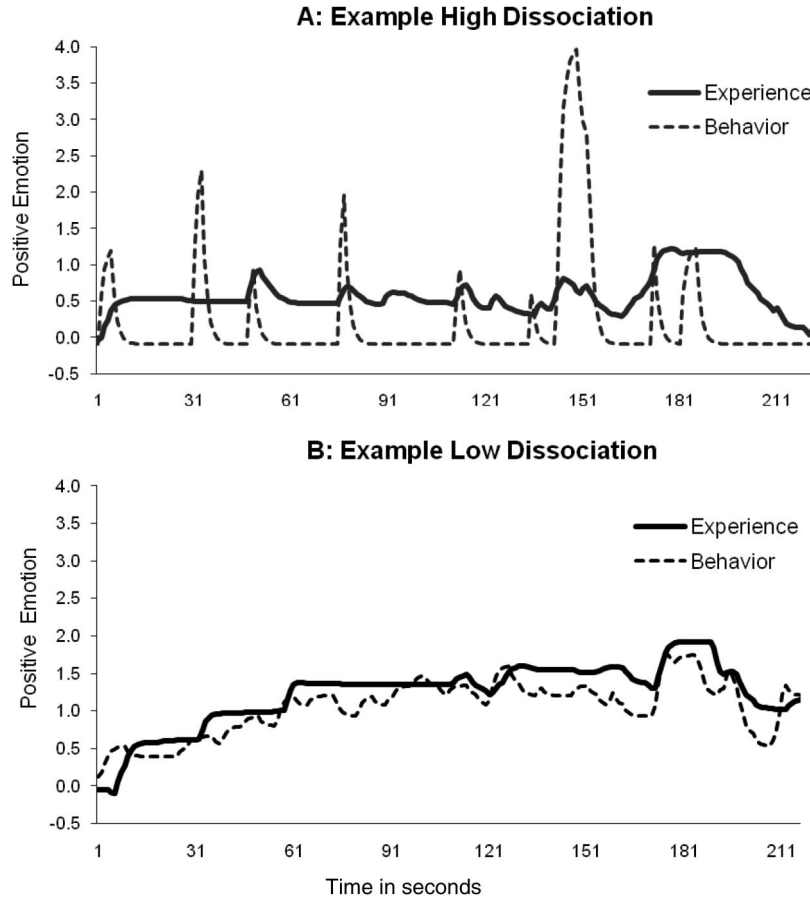 A: Example High Dissociation
4.0
3.5
3.0
2.5
2.0
1.5
1.0
0.5
0.0
-0.5
Positive Emotion
Experience
Behavior
1 31 61 91 121 151 181 211
B: Example Low Dissociation
4.0
3.5
3.0
2.5
2.0
1.5
1.0
0.5
0.0
-0.5
Positive Emotion
Experience
Behavior
1 31 61 91 121 151 181 211
Time in seconds